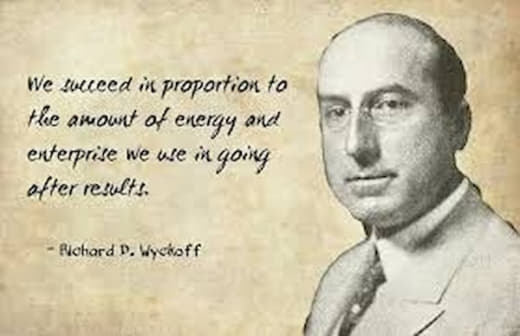 We succeed in proportion to
the amount of energy and
enterprise we use in going
after results.
- Richard D. Wyckoff